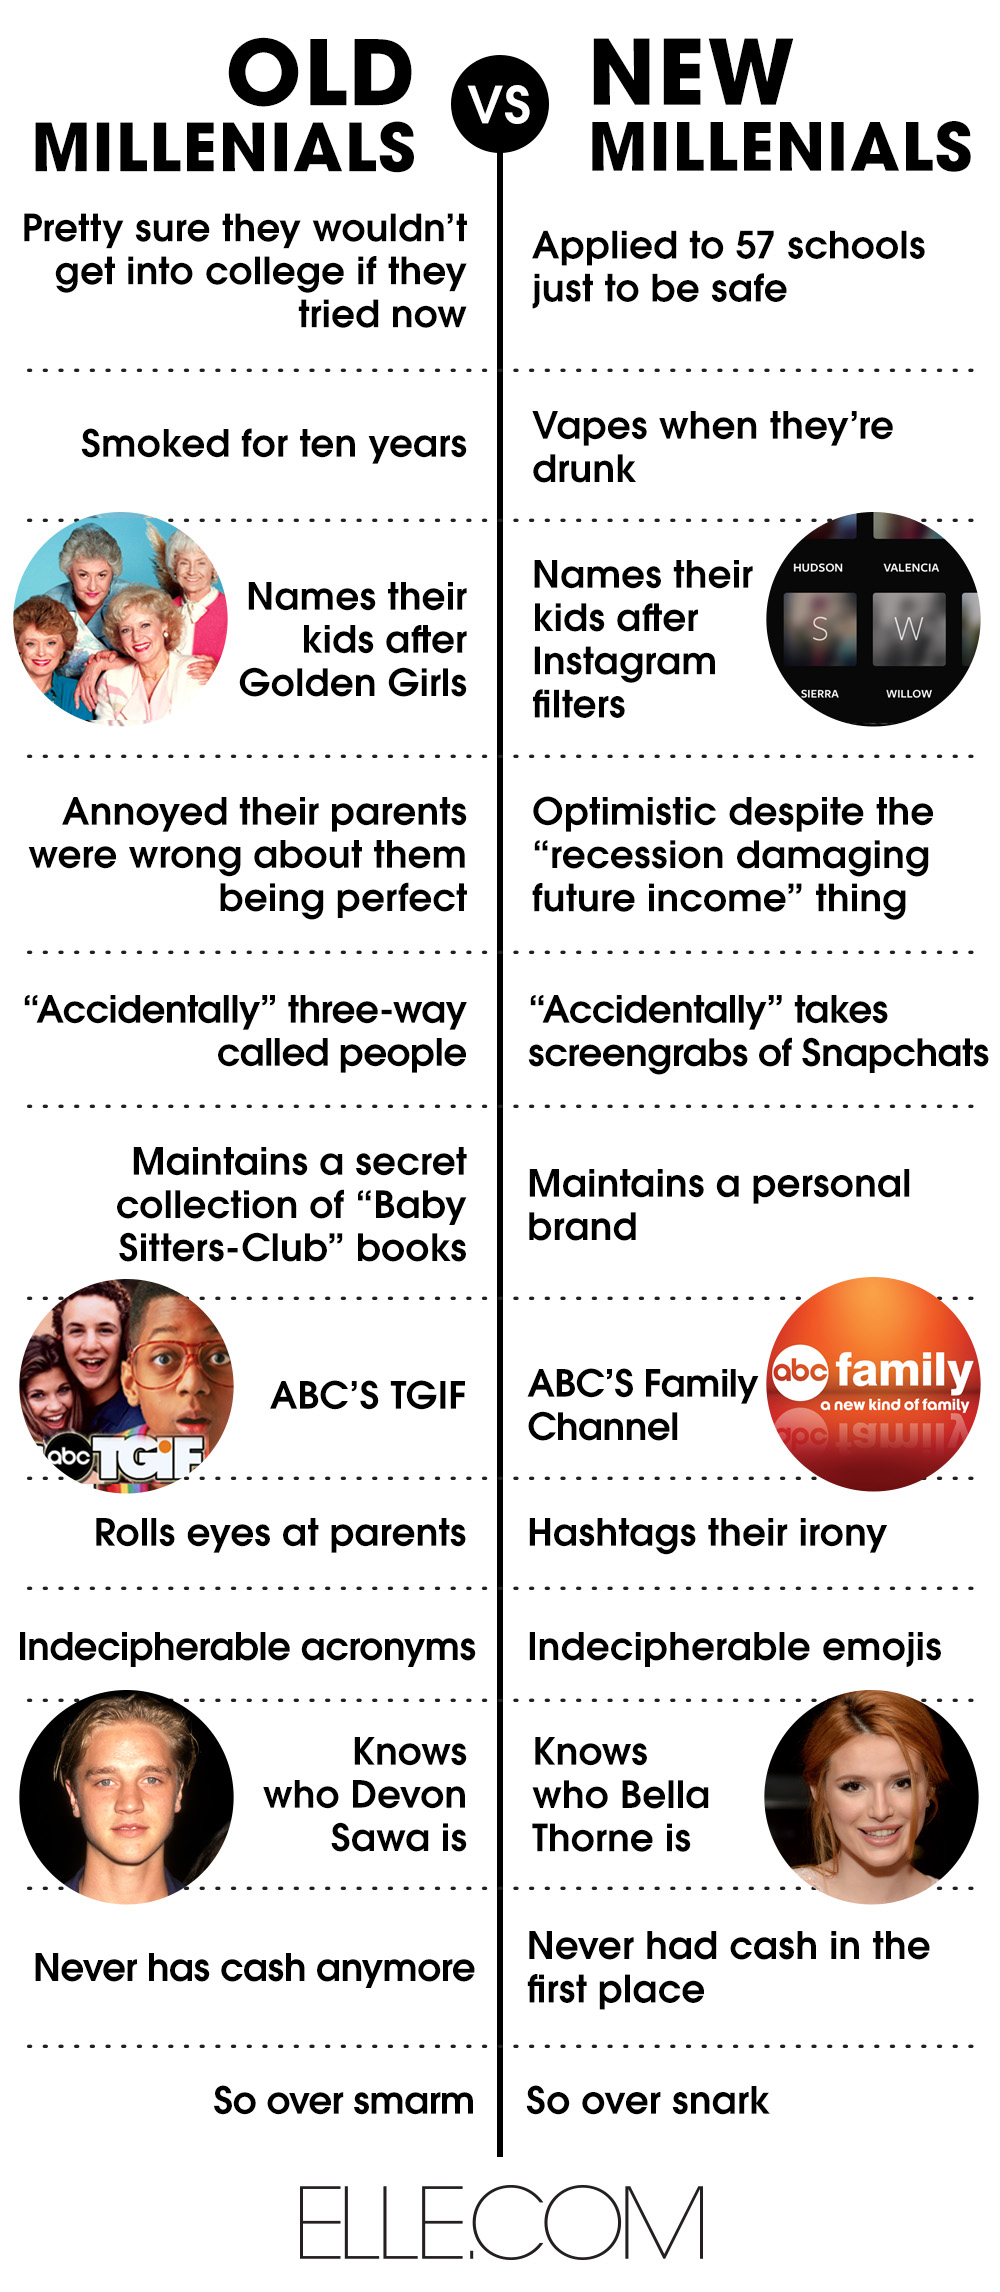 OLD
MILLENIALS
VS
NEW
MILLENIALS
Pretty sure they wouldn't
get into college if they
tried now
Applied to 57 schools
just to be safe
Smoked for ten years
Vapes when they're
drunk
Names their
kids after
Golden Girls
Names their
kids after
Instagram
filters
HUDSON VALENCIA
S W
SIERRA WILLOW
Annoyed their parents
were wrong about them
being perfect
Optimistic despite the
“recession damaging
future income” thing
“Accidentally” three-way
called people
“Accidentally” takes
screengrabs of Snapchats
Maintains a secret
collection of “Baby
Sitters-Club” books
Maintains a personal
brand
abc TGiF
ABC'S TGIF
ABC'S Family
Channel
abc family
a new kind of family
Rolls eyes at parents
Hashtags their irony
Indecipherable acronyms
Indecipherable emojis
Knows
who Devon
Sawa is
Knows
who Bella
Thorne is
Never has cash anymore
Never had cash in the
first place
So over smarm
So over snark
ELLE.COM